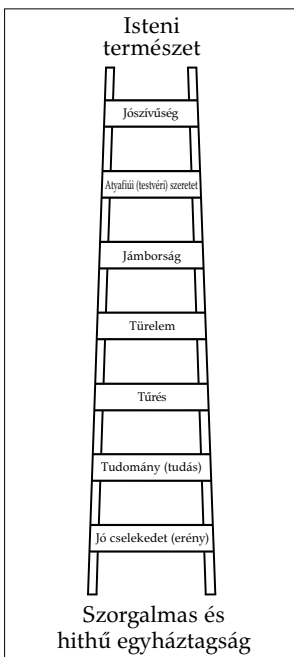 Isteni
természet
Jószívűség
Atyafiúi (testvéri) szeretet
Jámborság
Türelem
Tűrés
Tudomány (tudás)
Jó cselekedet (erény)
Szorgalmas és
hithű egyháztagság